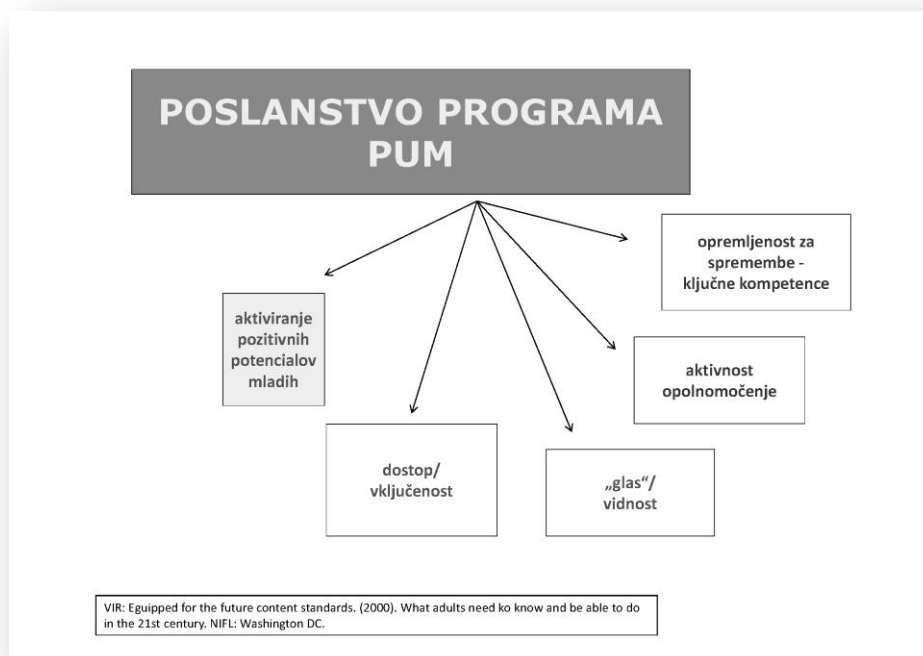 POSLANSTVO PROGRAMA
PUM
opremljenost za
spremembe -
ključne kompetence
aktiviranje
pozitivnih
potencialov
mladih
aktivnost
opolnomočenje
dostop/
vključenost
„glas“/
vidnost
VIR: Eguipped for the future content standards. (2000). What adults need ko know and be able to do
in the 21st century. NIFL: Washington DC.